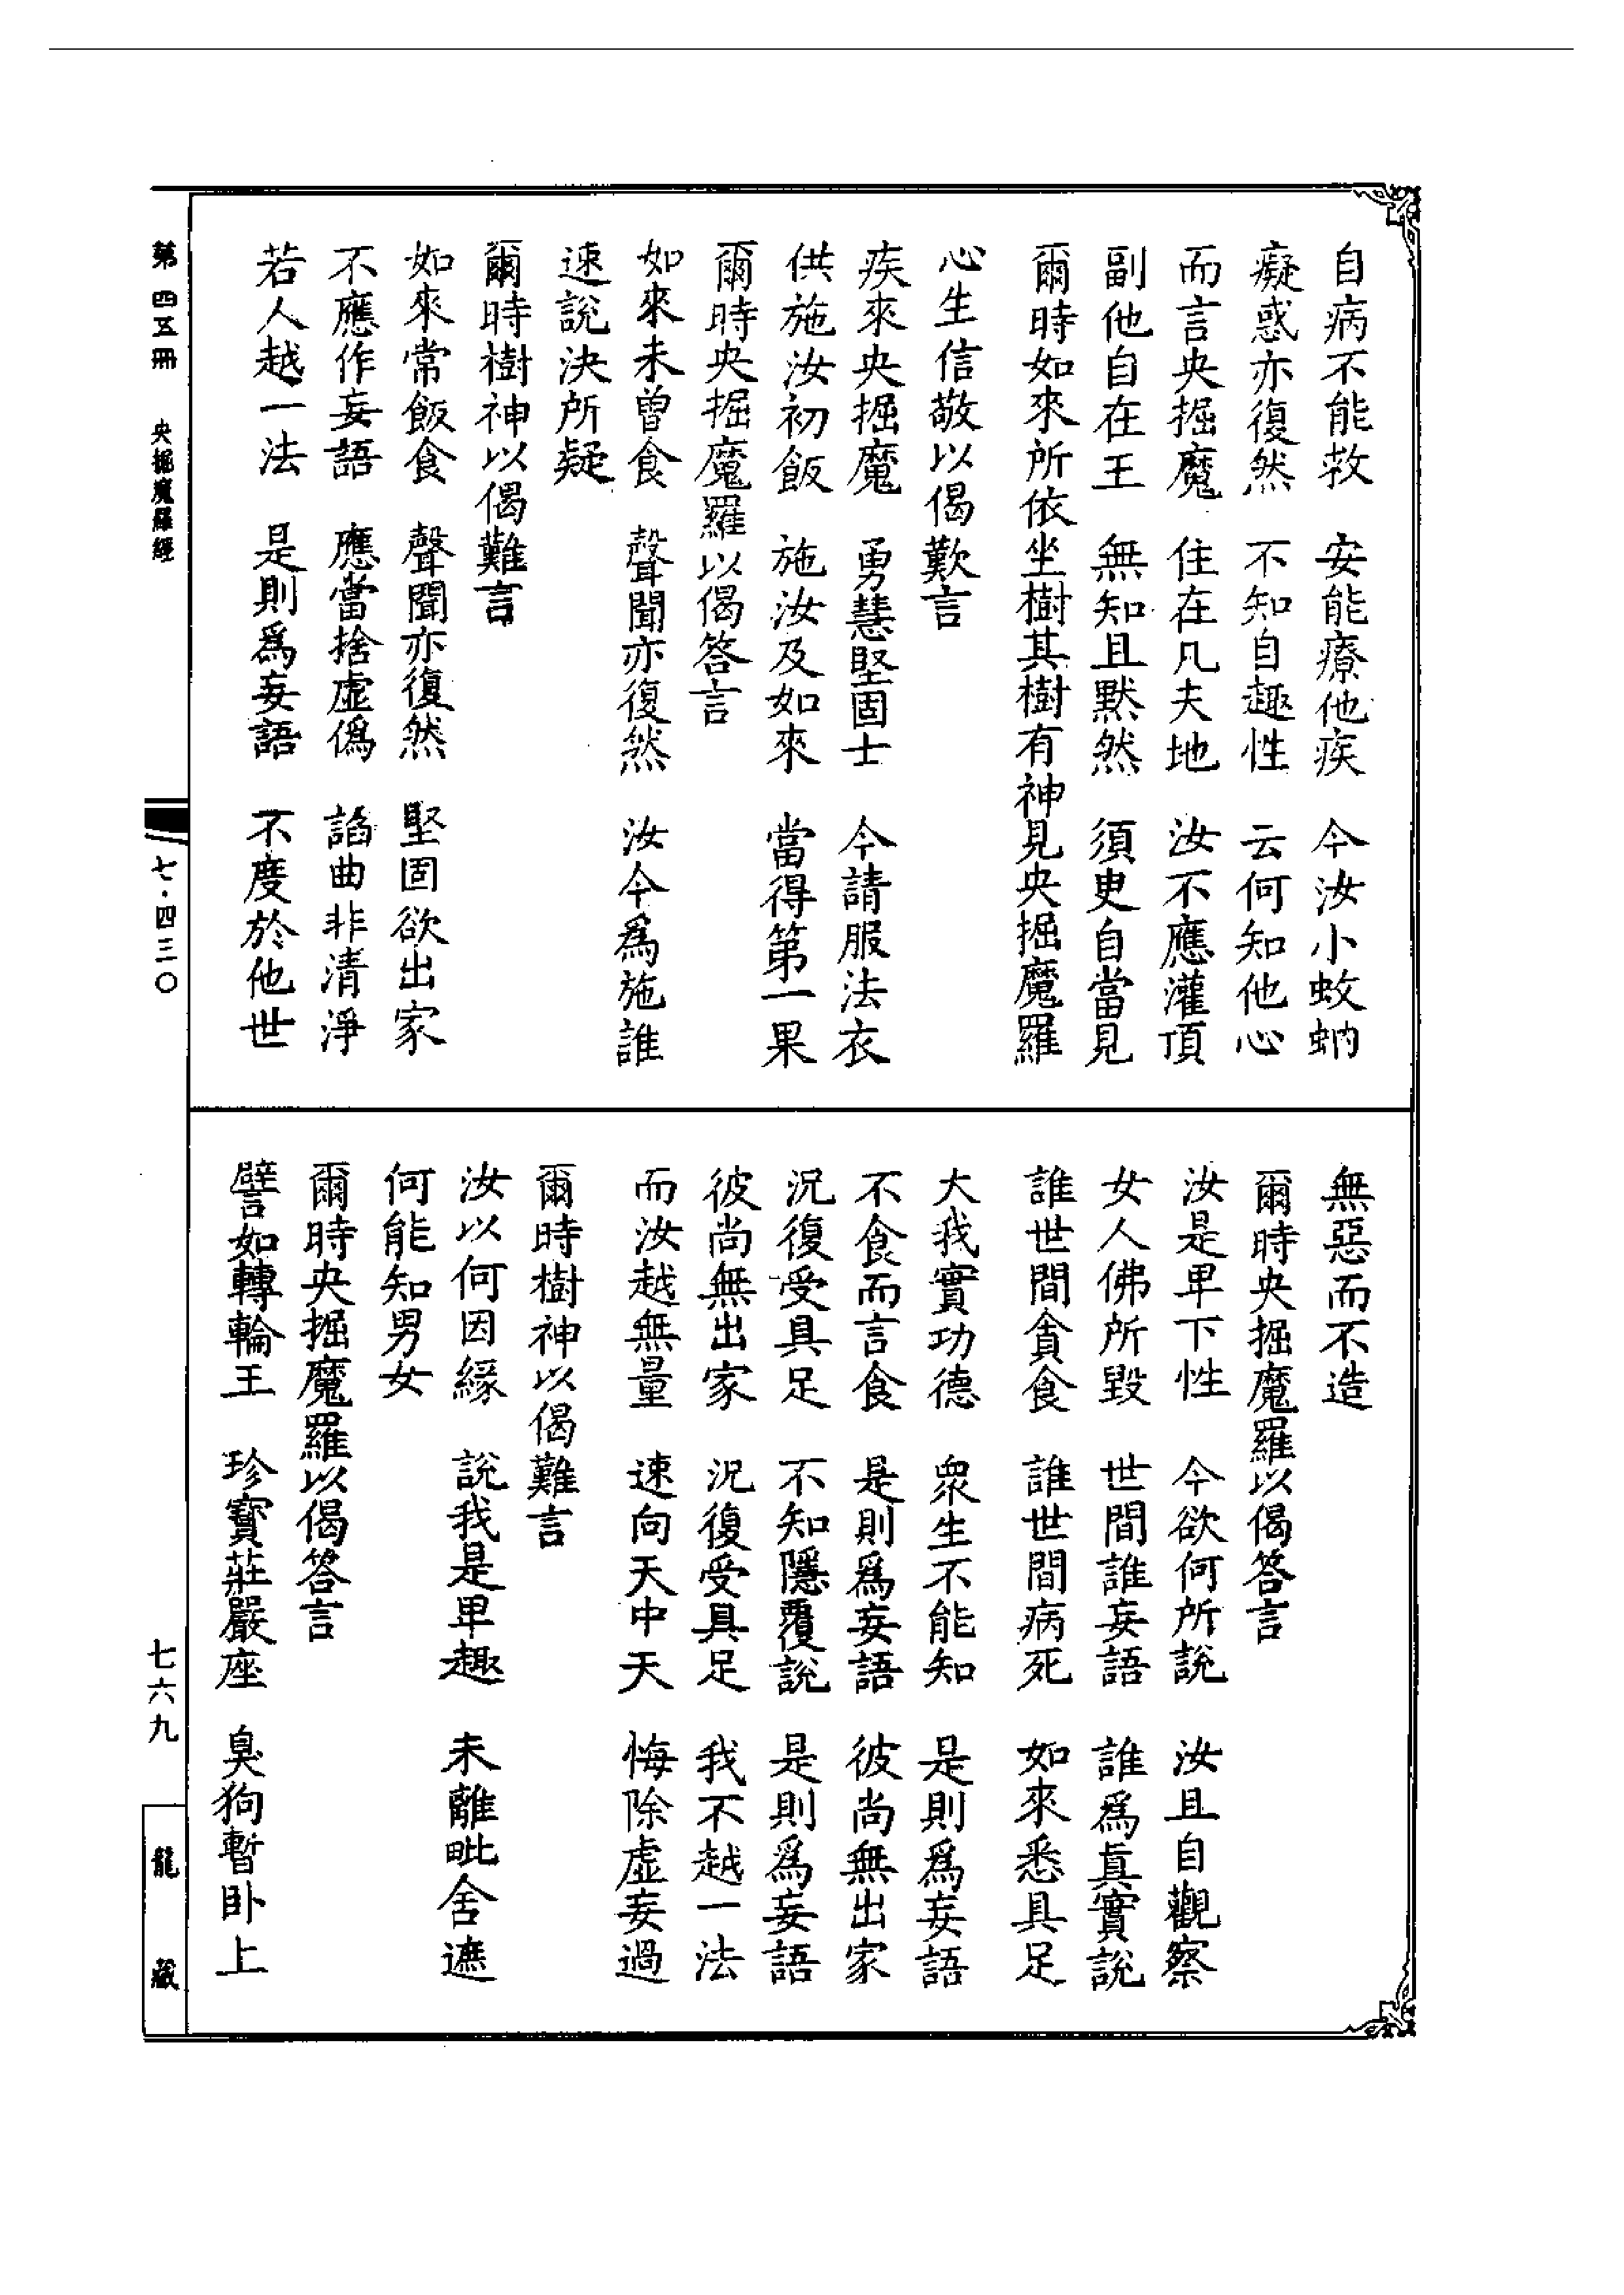 自病不能救　安能療他疾　今汝小蚊蚋
癡惑亦復然　不知自趣性　云何知他心
而言央掘魔　住在凡夫地　汝不應灌頂
副他自在王　無知且默然　須臾自當見
爾時如來所依坐樹其樹有神見央掘魔羅
心生信敬以偈歎言
疾來央掘魔　勇慧堅固士　今請服法衣
供施汝初飯　施汝及如來　當得第一果
爾時央掘魔羅以偈答言
如來未曾食　聲聞亦復然　汝今爲施誰
速說決所疑
爾時樹神以偈難言
如來常飯食　聲聞亦復然　堅固欲出家
不應作妄語　應當捨虛僞　諂曲非清淨
若人越一法　是則爲妄語　不度於他世
無惡而不造
爾時央掘魔羅以偈答言
汝是卑下性　今欲何所說　汝且自觀察
女人佛所毀　世間誰妄語　誰爲眞實說
誰世間貪食　誰世間病死　如來悉具足
大我實功德　衆生不能知　是則爲妄語
不食而言食　是則爲妄語　彼尚無出家
況復受具足　不知隱覆說　是則爲妄語
彼尚無出家　況復受具足　我不越一法
而汝越無量　速向天中天　悔除虛妄過
爾時樹神以偈難言
汝以何因緣　說我是卑趣　未離毗舍遮
何能知男女
爾時央掘魔羅以偈答言
譬如轉輪王　珍寶莊嚴座　臭狗暫卧上
第四五冊　央掘魔羅經　七·四三〇　七六九　龍藏